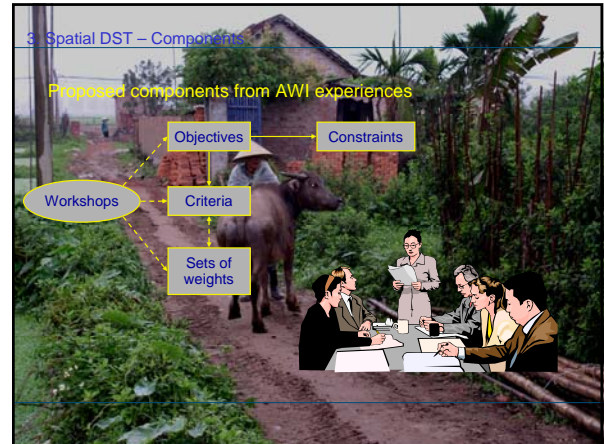 3. Spatial DST – Components
Proposed components from AWI experiences
Objectives
Constraints
Workshops
Criteria
Sets of
weights